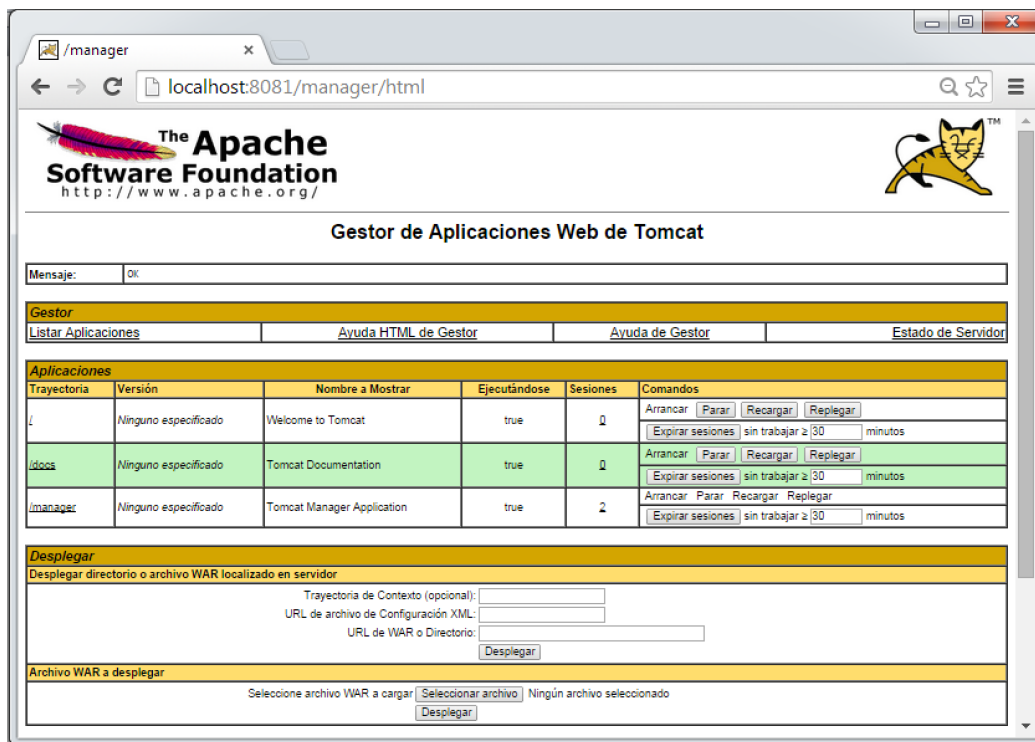 /manager
localhost:8081/manager/html
The Apache
Software Foundation
http://www.apache.org/
TM
Gestor de Aplicaciones Web de Tomcat
Mensaje: OK
Gestor
Listar Aplicaciones Ayuda HTML de Gestor Ayuda de Gestor Estado de Servidor
Aplicaciones
Trayectoria Versión Nombre a Mostrar Ejecutándose Sesiones Comandos
/ Ninguno especificado Welcome to Tomcat true 0 Arrancar Parar Recargar Replegar
Expirar sesiones sin trabajar ≥ 30 minutos
/docs Ninguno especificado Tomcat Documentation true 0 Arrancar Parar Recargar Replegar
Expirar sesiones sin trabajar ≥ 30 minutos
/manager Ninguno especificado Tomcat Manager Application true 2 Arrancar Parar Recargar Replegar
Expirar sesiones sin trabajar ≥ 30 minutos
Desplegar
Desplegar directorio o archivo WAR localizado en servidor
Trayectoria de Contexto (opcional):
URL de archivo de Configuración XML:
URL de WAR o Directorio:
Desplegar
Archivo WAR a desplegar
Seleccione archivo WAR a cargar Seleccionar archivo Ningún archivo seleccionado
Desplegar